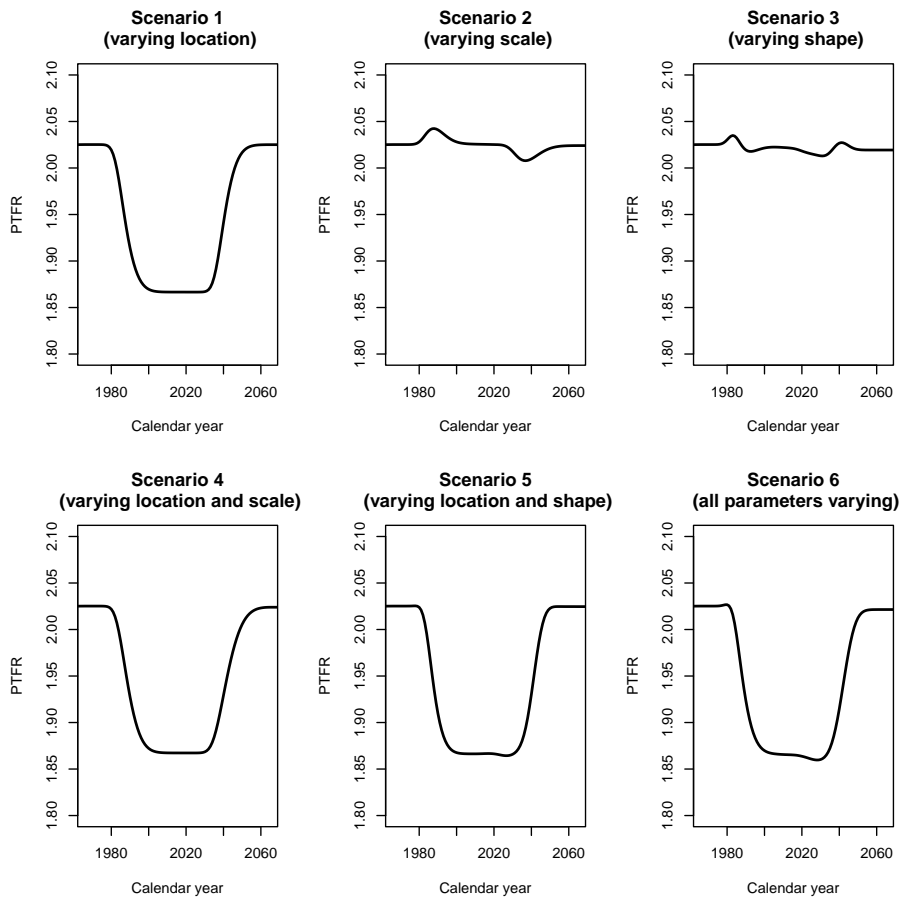 Scenario 1
(varying location)
2.10
2.05
2.00
1.95
1.90
1.85
1.80
PTFR
1980
2020
2060
Calendar year
Scenario 2
(varying scale)
2.10
2.05
2.00
1.95
1.90
1.85
1.80
PTFR
1980
2020
2060
Calendar year
Scenario 3
(varying shape)
2.10
2.05
2.00
1.95
1.90
1.85
1.80
PTFR
1980
2020
2060
Calendar year
Scenario 4
(varying location and scale)
2.10
2.05
2.00
1.95
1.90
1.85
1.80
PTFR
1980
2020
2060
Calendar year
Scenario 5
(varying location and shape)
2.10
2.05
2.00
1.95
1.90
1.85
1.80
PTFR
1980
2020
2060
Calendar year
Scenario 6
(all parameters varying)
2.10
2.05
2.00
1.95
1.90
1.85
1.80
PTFR
1980
2020
2060
Calendar year